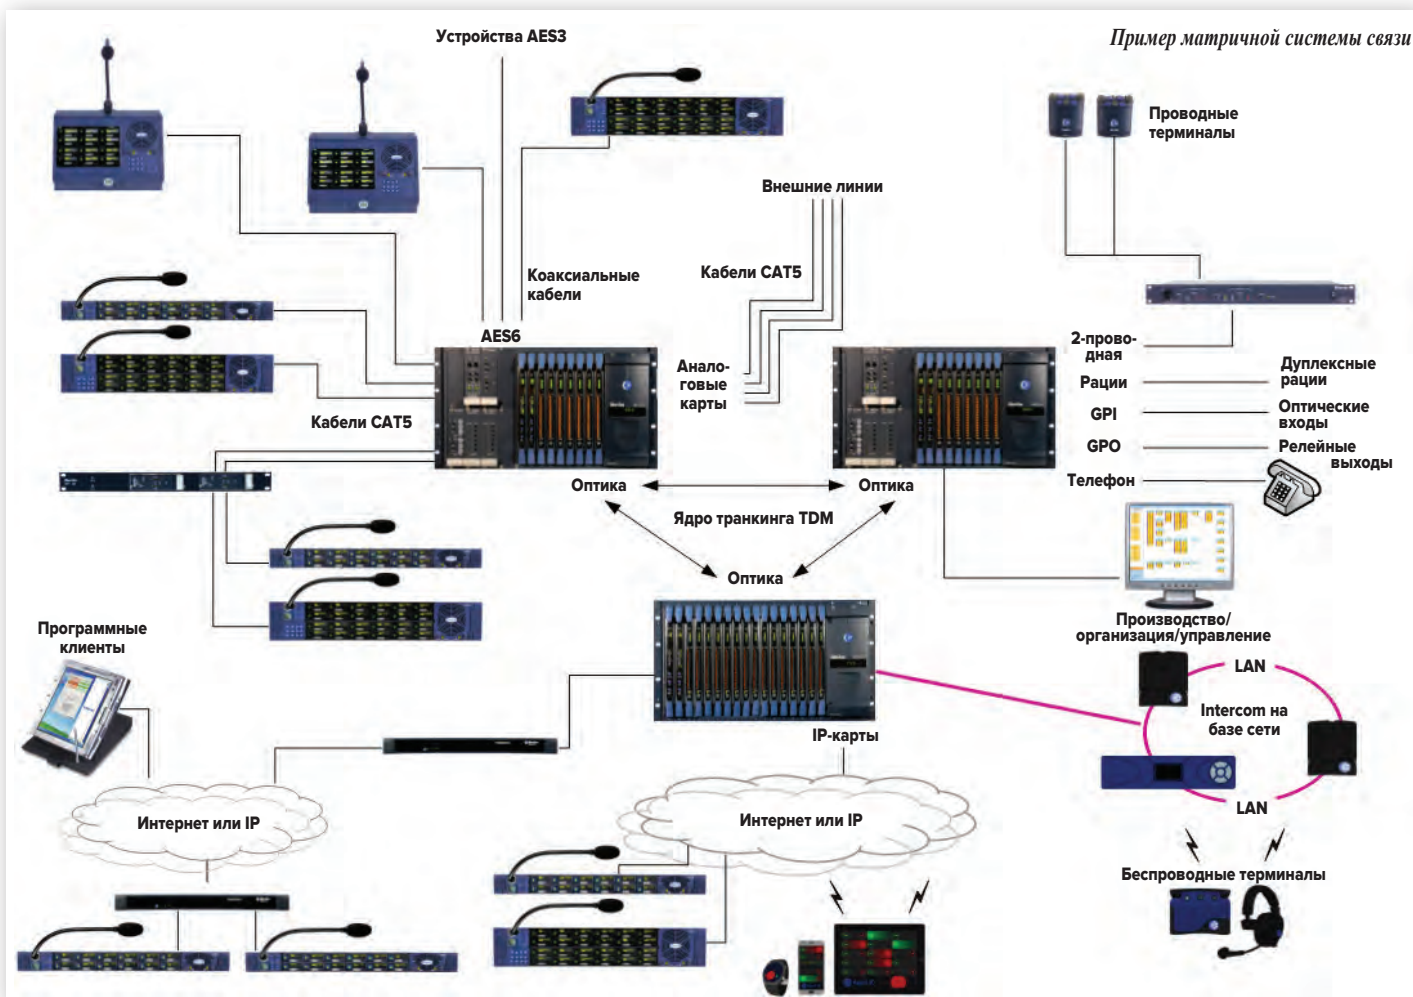 Устройства AES3
Пример матричной системы связи
Проводные
терминалы
Внешние линии
Коаксиальные
кабели
Кабели CAT5
AES6
2-прово-
дная
Анало-
говые
карты
Дуплексные
рации
Рации
GPI
Оптические
входы
Кабели CAT5
GPO
Релейные
выходы
Телефон
Оптика
Оптика
Ядро транкинга TDM
Оптика
Производство/
организация/управление
Программные
клиенты
LAN
Intercom на
базе сети
IP-карты
LAN
Интернет или IP
Интернет или IP
Беспроводные терминалы